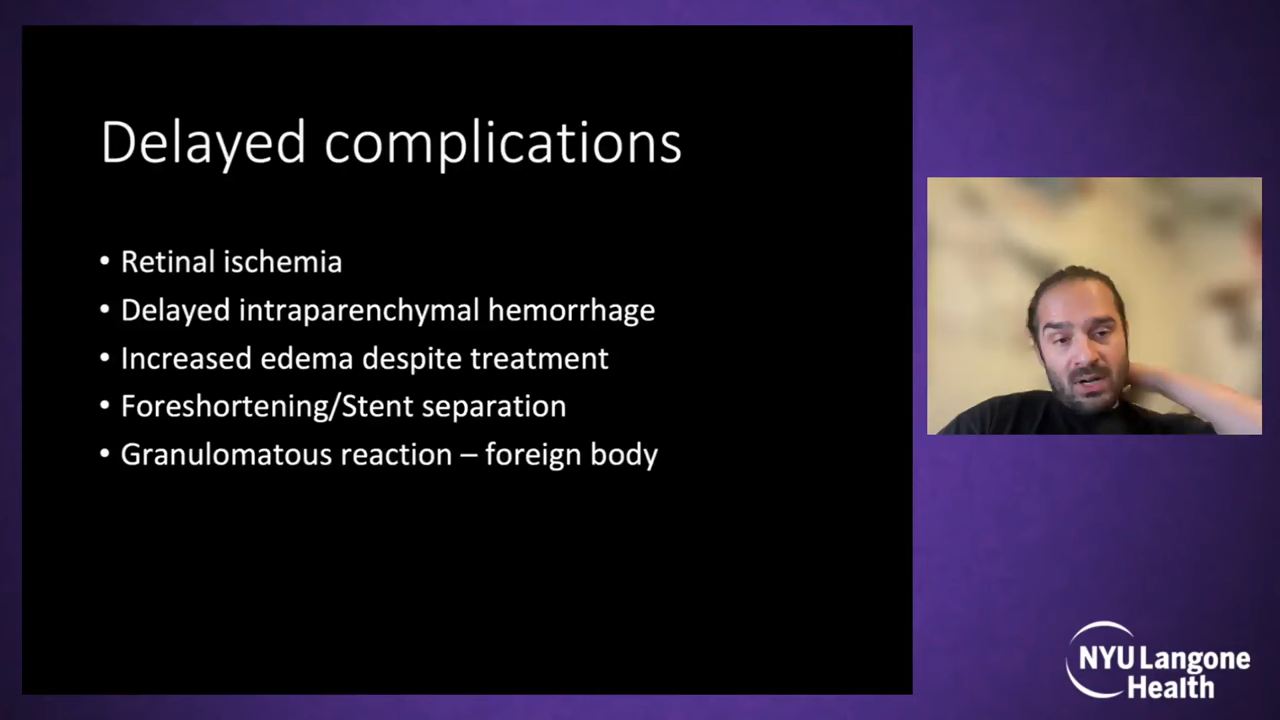 Delayed complications
• Retinal ischemia
• Delayed intraparenchymal hemorrhage
• Increased edema despite treatment
• Foreshortening/Stent separation
• Granulomatous reaction – foreign body
NYU Langone
Health